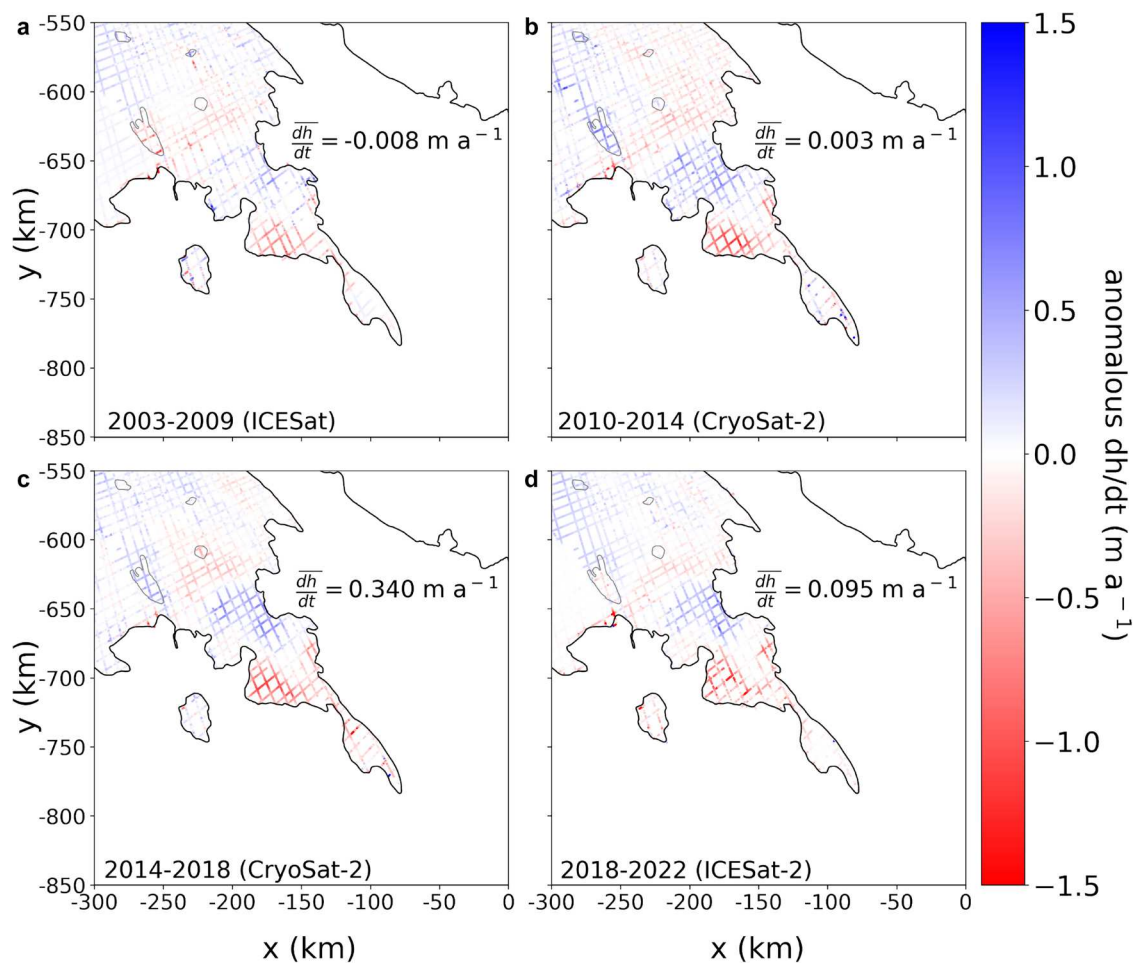 a
b
-550
-600
-650
-700
-750
-800
-850
y (km)
dh/dt = -0.008 m a⁻¹
dh/dt = 0.003 m a⁻¹
2003-2009 (ICESat)
2010-2014 (CryoSat-2)
c
d
-550
-600
-650
-700
-750
-800
-850
y (km)
dh/dt = 0.340 m a⁻¹
dh/dt = 0.095 m a⁻¹
2014-2018 (CryoSat-2)
2018-2022 (ICESat-2)
-300 -250 -200 -150 -100 -50 0
-300 -250 -200 -150 -100 -50 0
x (km)
x (km)
1.5
1.0
0.5
0.0
−0.5
−1.0
−1.5
anomalous dh/dt (m a⁻¹)